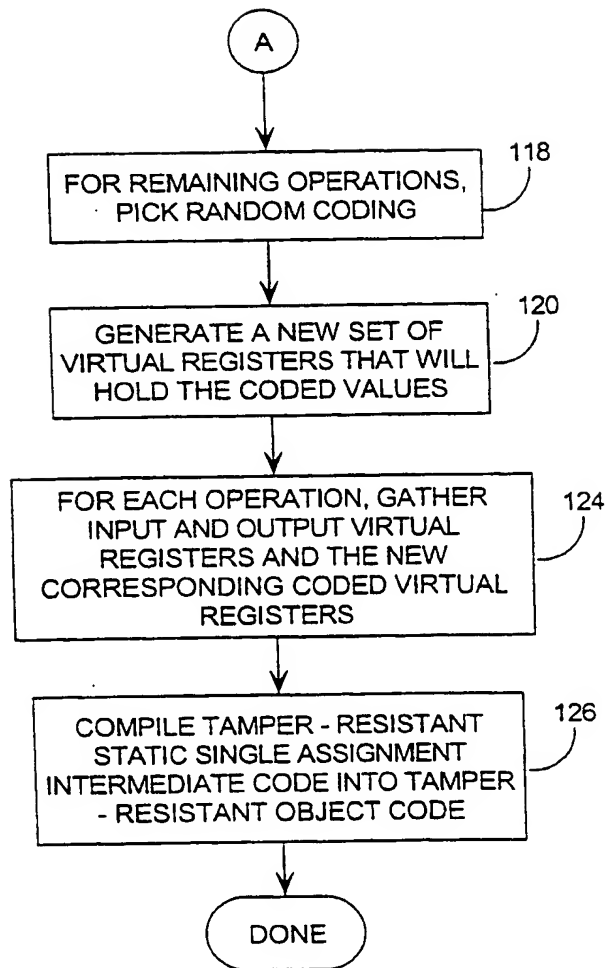 A
FOR REMAINING OPERATIONS,
PICK RANDOM CODING
118
GENERATE A NEW SET OF
VIRTUAL REGISTERS THAT WILL
HOLD THE CODED VALUES
120
FOR EACH OPERATION, GATHER
INPUT AND OUTPUT VIRTUAL
REGISTERS AND THE NEW
CORRESPONDING CODED VIRTUAL
REGISTERS
124
COMPILE TAMPER - RESISTANT
STATIC SINGLE ASSIGNMENT
INTERMEDIATE CODE INTO TAMPER
- RESISTANT OBJECT CODE
126
DONE